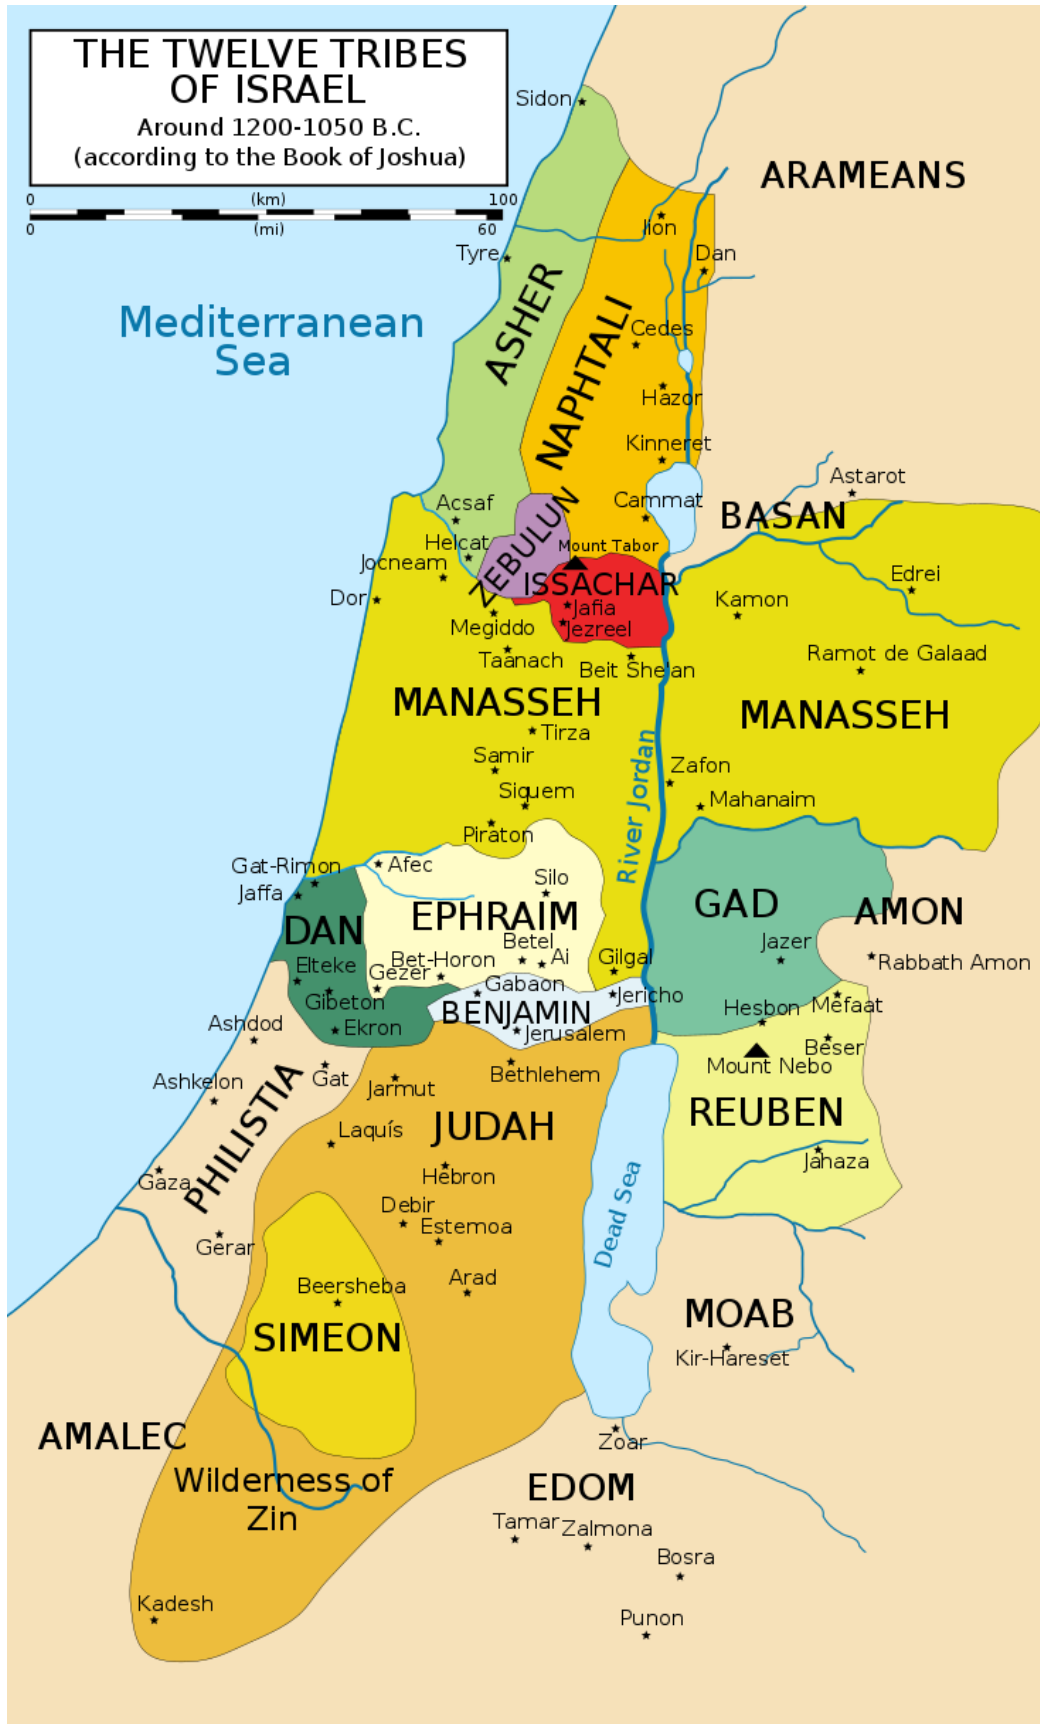 THE TWELVE TRIBES
OF ISRAEL
Around 1200-1050 B.C.
(according to the Book of Joshua)
0 (km) 100
0 (mi) 60
Sidon
ARAMEANS
Ijon
Tyre
Dan
ASHER
Mediterranean
Sea
NAPHTALI
Cedes
Hazor
Kinneret
Astarot
Acsaf
Cammat
BASAN
ZEBULUN
Helcat
Mount Tabor
Jocneam
ISSACHAR
Edrei
Dor
Jafia
Kamon
Megiddo
Jezreel
Taanach
Beit She'an
Ramot de Galaad
MANASSEH
MANASSEH
Tirza
River Jordan
Samir
Zafon
Siquem
Mahanaim
Piraton
Gat-Rimon
Afec
Jaffa
Silo
GAD
AMON
DAN
EPHRAIM
Betel
Jazer
Elteke
Bet-Horon
Ai
Gilgal
Rabbath Amon
Gezer
Gabaon
Jericho
Gibeton
BENJAMIN
Hesbon
Mefaat
Ashdod
Ekron
Jerusalem
Beser
Gat
Bethlehem
Mount Nebo
Ashkelon
Jarmut
PHILISTIA
REUBEN
Laquís
JUDAH
Jahaza
Gaza
Hebron
Dead Sea
Debir
Estemoa
Gerar
Beersheba
Arad
MOAB
SIMEON
Kir-Hareset
AMALEC
Zoar
Wilderness of
Zin
EDOM
Tamar
Zalmona
Bosra
Kadesh
Punon